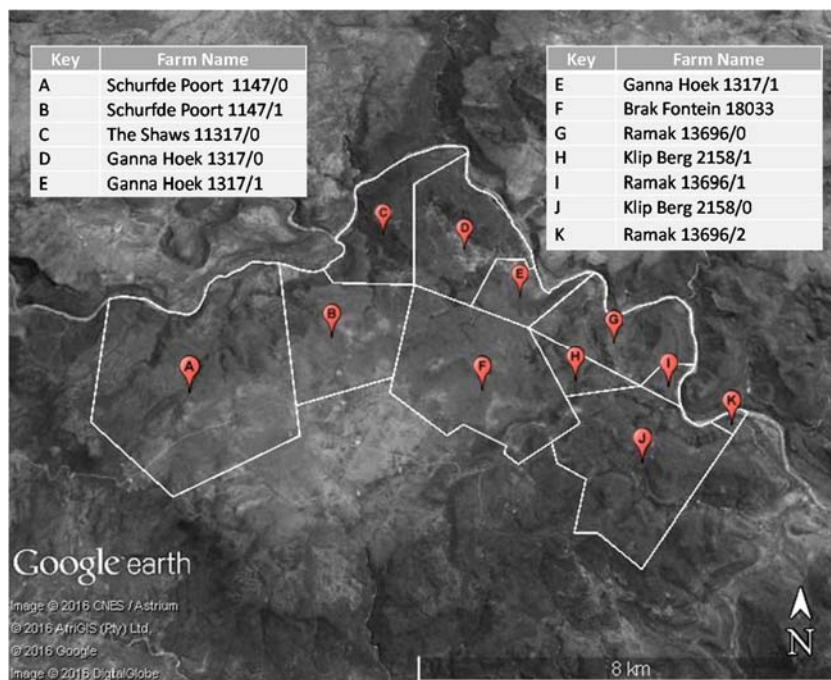 Key Farm Name
A Schurfde Poort 1147/0
B Schurfde Poort 1147/1
C The Shaws 11317/0
D Ganna Hoek 1317/0
E Ganna Hoek 1317/1
Key Farm Name
E Ganna Hoek 1317/1
F Brak Fontein 18033
G Ramak 13696/0
H Klip Berg 2158/1
I Ramak 13696/1
J Klip Berg 2158/0
K Ramak 13696/2
C
D
E
B
G
A
F
H
I
K
J
Google earth
Image © 2016 CNES / Astrium
© 2016 AfriGIS (Pty) Ltd.
© 2016 Google
Image © 2016 DigitalGlobe
N
8 km